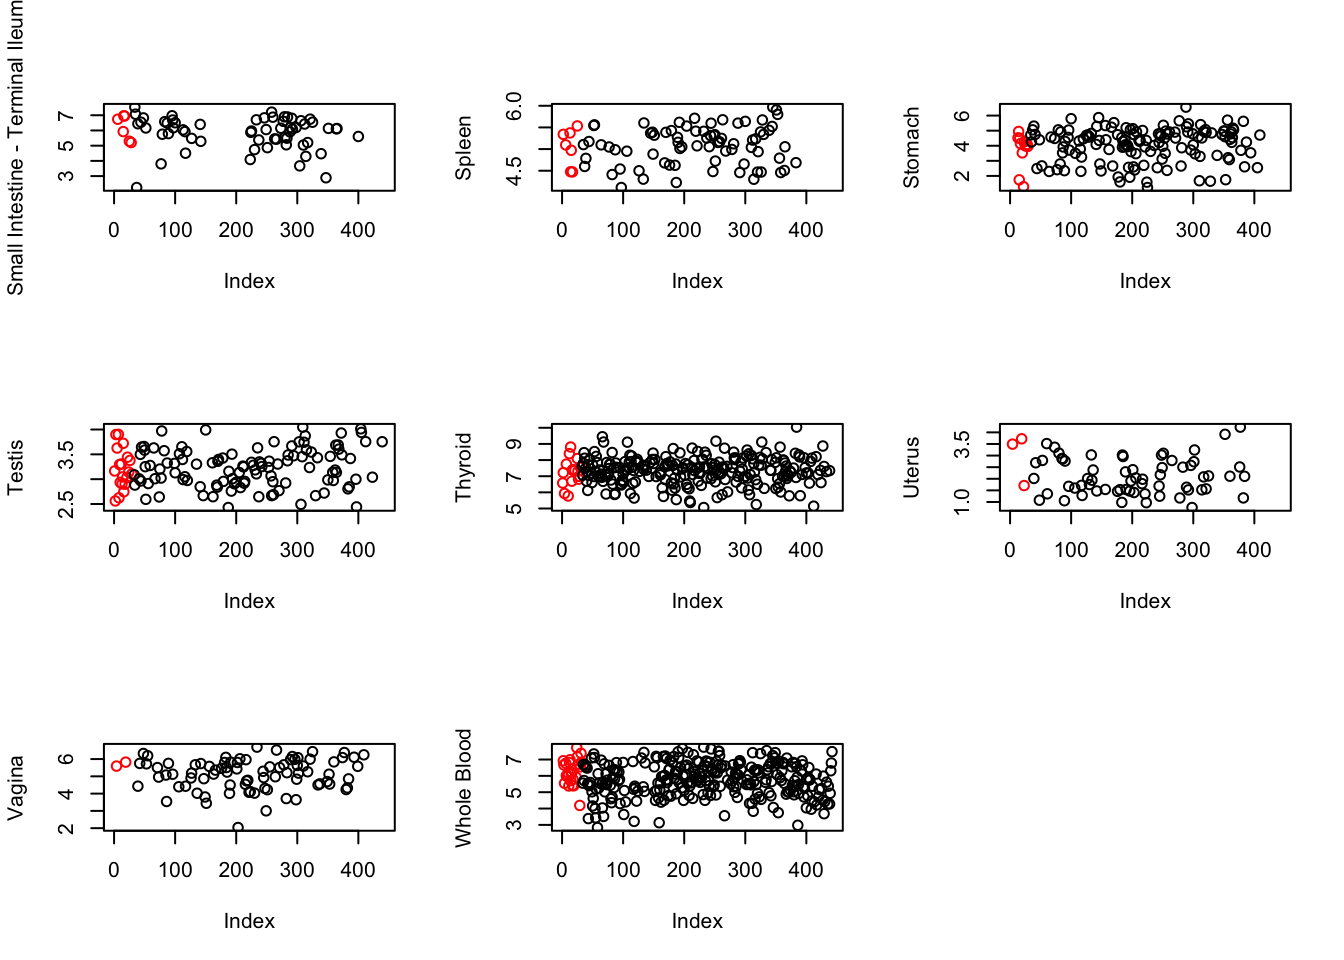 Small Intestine - Terminal Ileum
3 5 7
0 100 200 300 400
Index
Spleen
4.5 6.0
0 100 200 300 400
Index
Stomach
2 4 6
0 100 200 300 400
Index
Testis
2.5 3.5
0 100 200 300 400
Index
Thyroid
5 7 9
0 100 200 300 400
Index
Uterus
1.0 3.5
0 100 200 300 400
Index
Vagina
2 4 6
0 100 200 300 400
Index
Whole Blood
3 5 7
0 100 200 300 400
Index